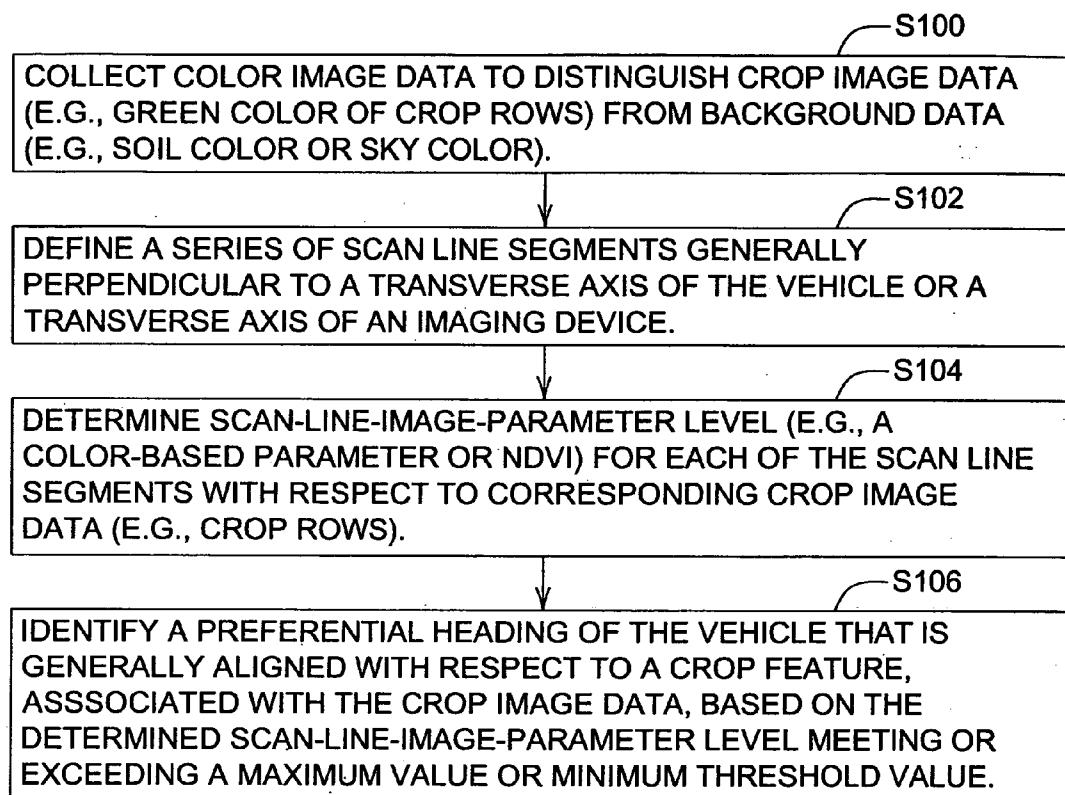 S100
COLLECT COLOR IMAGE DATA TO DISTINGUISH CROP IMAGE DATA
(E.G., GREEN COLOR OF CROP ROWS) FROM BACKGROUND DATA
(E.G., SOIL COLOR OR SKY COLOR).
S102
DEFINE A SERIES OF SCAN LINE SEGMENTS GENERALLY
PERPENDICULAR TO A TRANSVERSE AXIS OF THE VEHICLE OR A
TRANSVERSE AXIS OF AN IMAGING DEVICE.
S104
DETERMINE SCAN-LINE-IMAGE-PARAMETER LEVEL (E.G., A
COLOR-BASED PARAMETER OR NDVI) FOR EACH OF THE SCAN LINE
SEGMENTS WITH RESPECT TO CORRESPONDING CROP IMAGE
DATA (E.G., CROP ROWS).
S106
IDENTIFY A PREFERENTIAL HEADING OF THE VEHICLE THAT IS
GENERALLY ALIGNED WITH RESPECT TO A CROP FEATURE,
ASSSOCIATED WITH THE CROP IMAGE DATA, BASED ON THE
DETERMINED SCAN-LINE-IMAGE-PARAMETER LEVEL MEETING OR
EXCEEDING A MAXIMUM VALUE OR MINIMUM THRESHOLD VALUE.